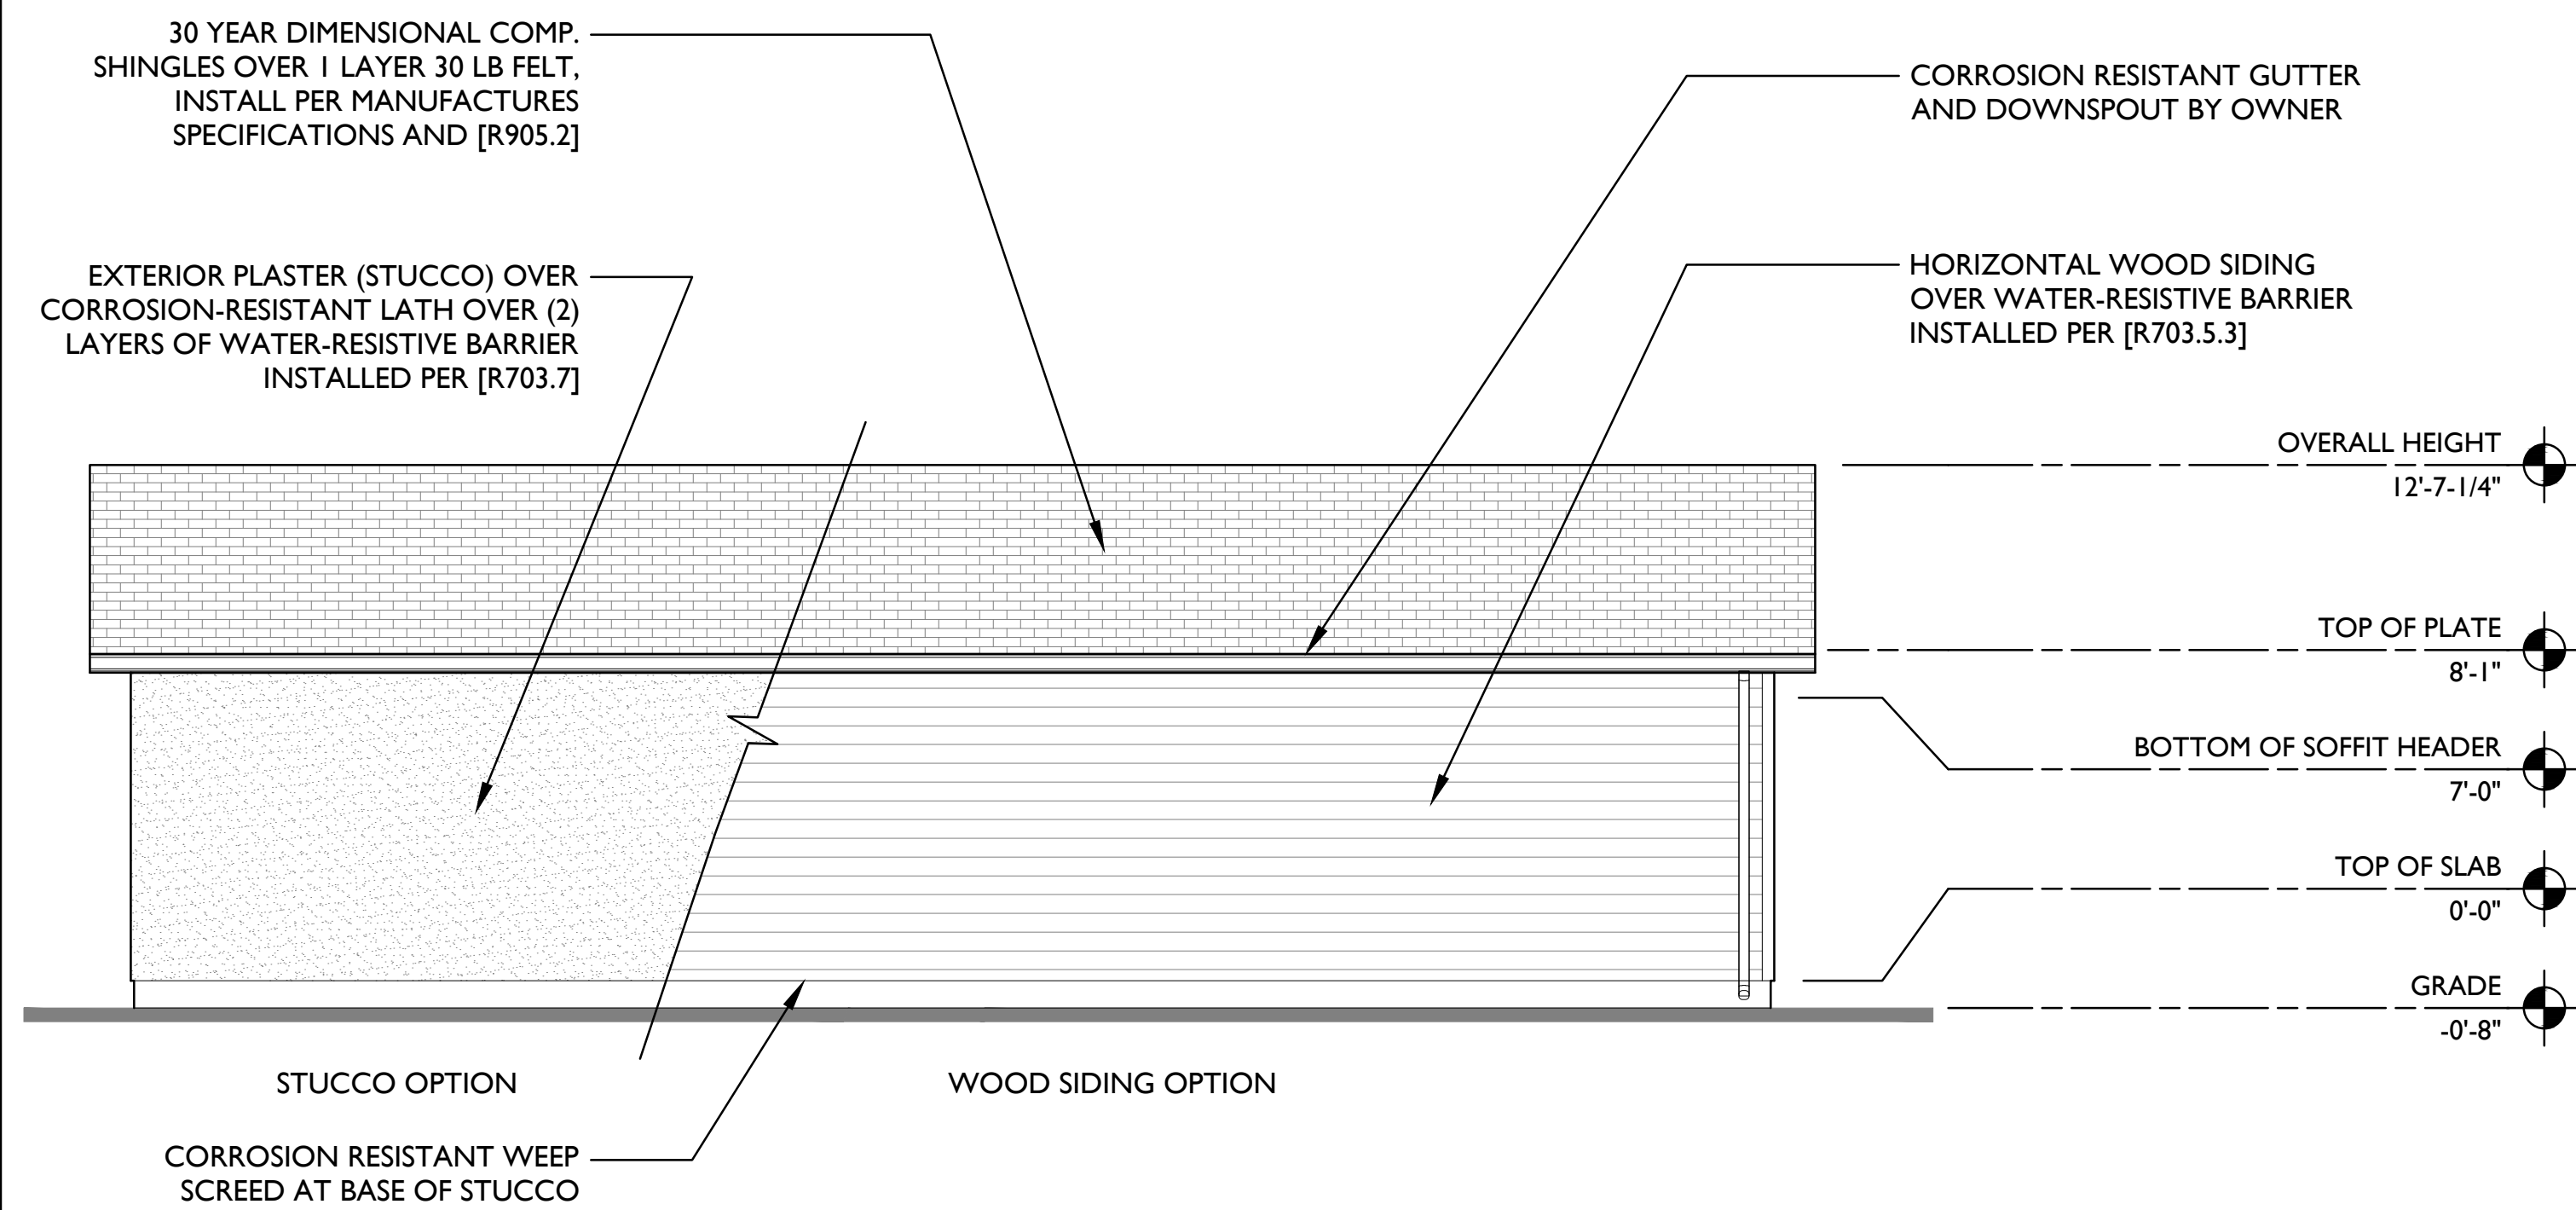 30 YEAR DIMENSIONAL COMP.
SHINGLES OVER 1 LAYER 30 LB FELT,
INSTALL PER MANUFACTURES
SPECIFICATIONS AND [R905.2]
CORROSION RESISTANT GUTTER
AND DOWNSPOUT BY OWNER
EXTERIOR PLASTER (STUCCO) OVER
CORROSION-RESISTANT LATH OVER (2)
LAYERS OF WATER-RESISTIVE BARRIER
INSTALLED PER [R703.7]
HORIZONTAL WOOD SIDING
OVER WATER-RESISTIVE BARRIER
INSTALLED PER [R703.5.3]
OVERALL HEIGHT
12'-7-1/4"
TOP OF PLATE
8'-1"
BOTTOM OF SOFFIT HEADER
7'-0"
TOP OF SLAB
0'-0"
GRADE
-0'-8"
STUCCO OPTION
WOOD SIDING OPTION
CORROSION RESISTANT WEEP
SCREED AT BASE OF STUCCO